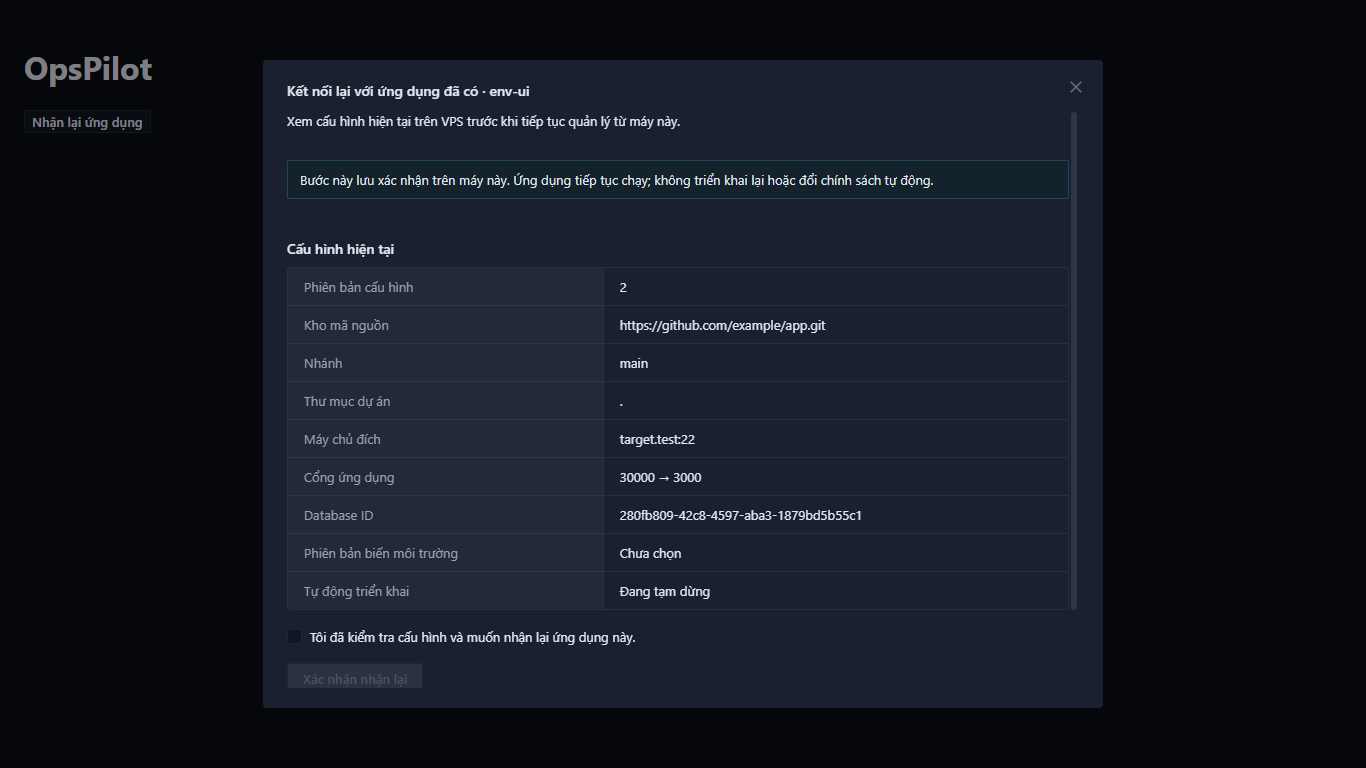 OpsPilot
Nhận lại ứng dụng
Kết nối lại với ứng dụng đã có · env-ui
Xem cấu hình hiện tại trên VPS trước khi tiếp tục quản lý từ máy này.
Bước này lưu xác nhận trên máy này. Ứng dụng tiếp tục chạy; không triển khai lại hoặc đổi chính sách tự động.
Cấu hình hiện tại
Phiên bản cấu hình 2
Kho mã nguồn https://github.com/example/app.git
Nhánh main
Thư mục dự án .
Máy chủ đích target.test:22
Cổng ứng dụng 30000 → 3000
Database ID 280fb809-42c8-4597-aba3-1879bd5b55c1
Phiên bản biến môi trường Chưa chọn
Tự động triển khai Đang tạm dừng
Tôi đã kiểm tra cấu hình và muốn nhận lại ứng dụng này.
Xác nhận nhận lại